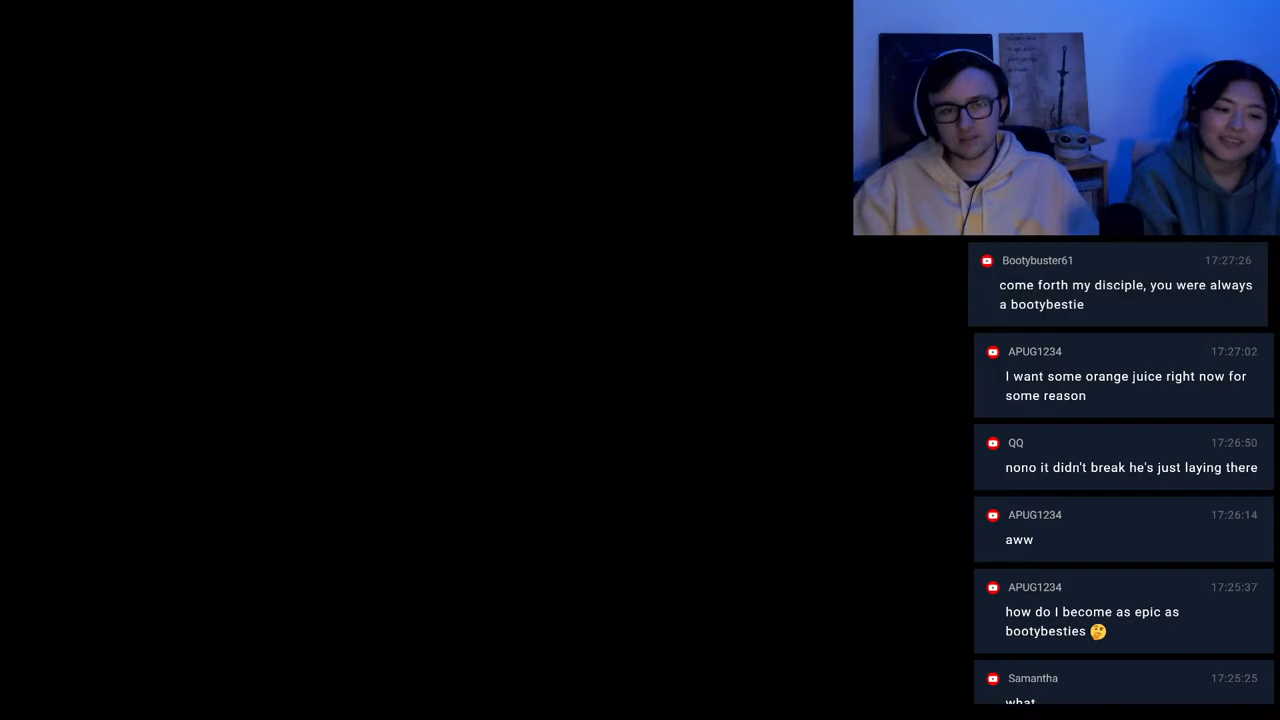 Bootybuster61 17:27:26
come forth my disciple, you were always
a bootybestie
APUG1234 17:27:02
I want some orange juice right now for
some reason
QQ 17:26:50
nono it didn't break he's just laying there
APUG1234 17:26:14
aww
APUG1234 17:25:37
how do I become as epic as
bootybesties 🤔
Samantha 17:25:25
what